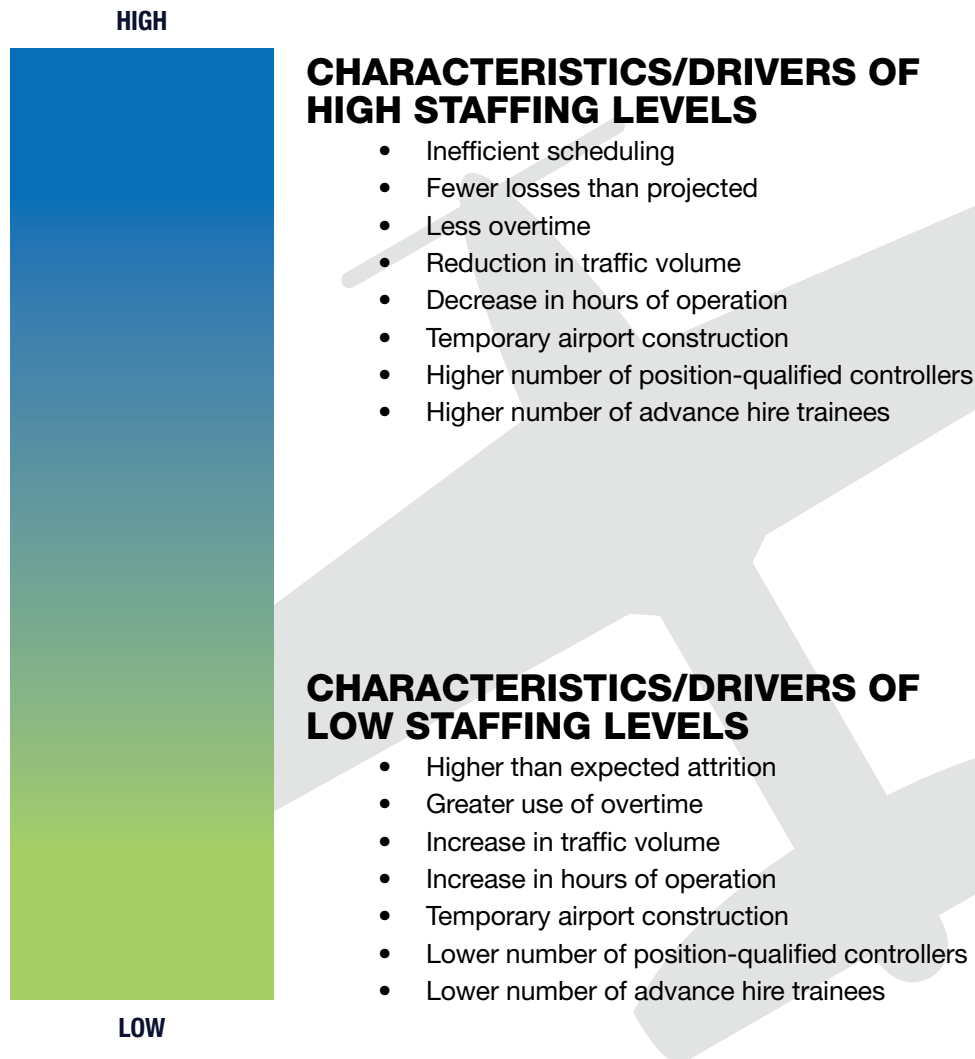 HIGH
CHARACTERISTICS/DRIVERS OF
HIGH STAFFING LEVELS
• Inefficient scheduling
• Fewer losses than projected
• Less overtime
• Reduction in traffic volume
• Decrease in hours of operation
• Temporary airport construction
• Higher number of position-qualified controllers
• Higher number of advance hire trainees
CHARACTERISTICS/DRIVERS OF
LOW STAFFING LEVELS
• Higher than expected attrition
• Greater use of overtime
• Increase in traffic volume
• Increase in hours of operation
• Temporary airport construction
• Lower number of position-qualified controllers
• Lower number of advance hire trainees
LOW